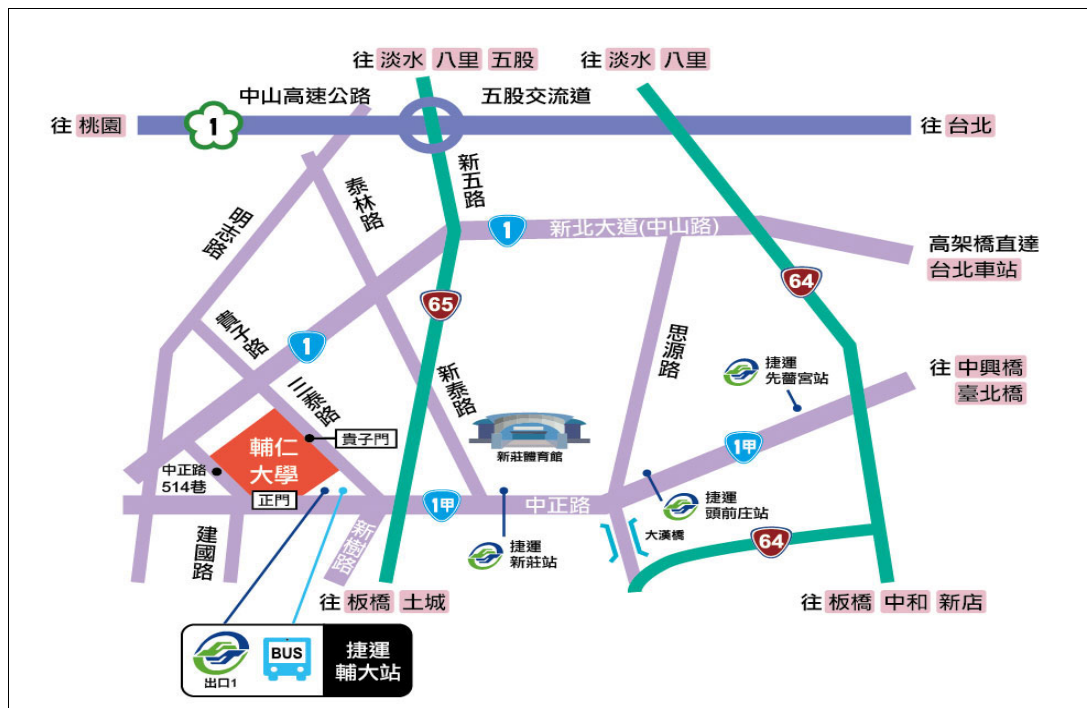 往 淡水 八里 五股
往 淡水 八里
中山高速公路
五股交流道
往 桃園
1
往 台北
新五路
泰林路
明志路
1
新北大道(中山路)
高架橋直達
台北車站
64
65
貴子路
1
思源路
新泰路
三泰路
捷運
先嗇宮站
往 中興橋
臺北橋
輔仁
大學
貴子門
新莊體育館
1甲
中正路
514巷
正門
1甲
中正路
捷運
頭前庄站
大漢橋
64
建國路
新樹路
捷運
新莊站
往 板橋 土城
往 板橋 中和 新店
出口1
BUS
捷運
輔大站